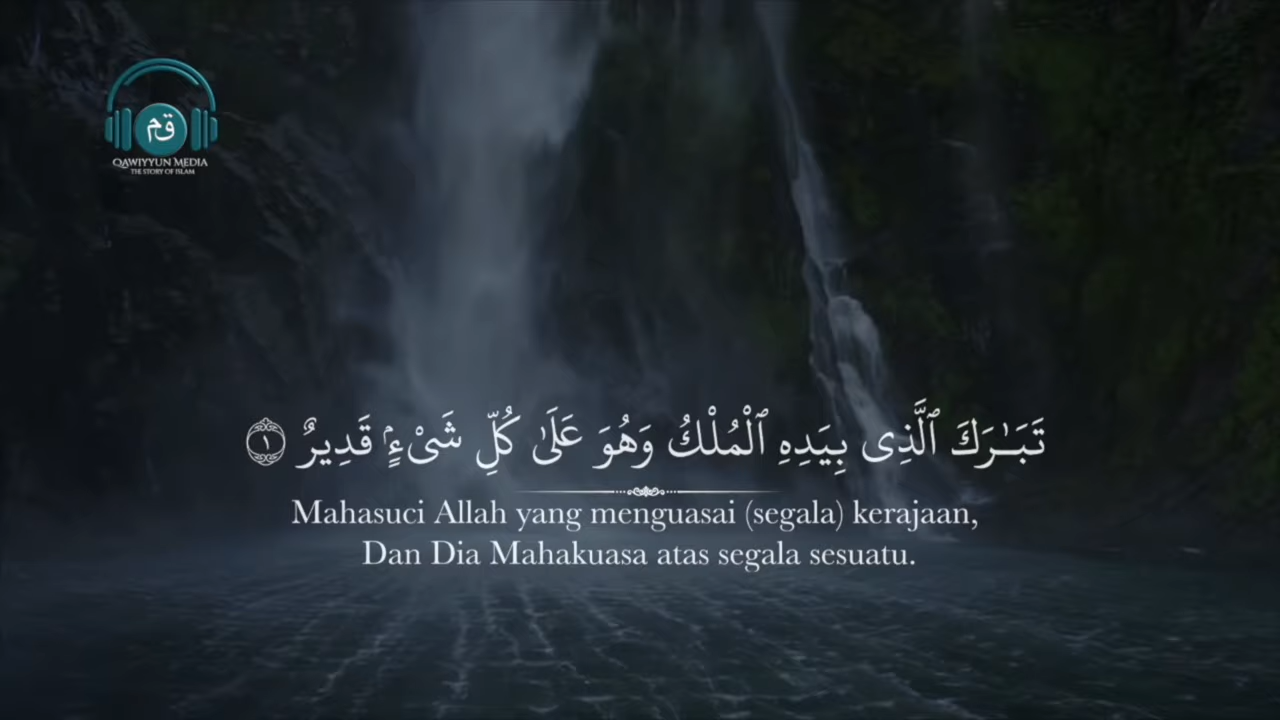 قم
QAWIYYUN MEDIA
THE STORY OF ISLAM
تَبَـٰرَكَ ٱلَّذِى بِيَدِهِ ٱلْمُلْكُ وَهُوَ عَلَىٰ كُلِّ شَىْءٍۢ قَدِيرٌ ١
Mahasuci Allah yang menguasai (segala) kerajaan,
Dan Dia Mahakuasa atas segala sesuatu.